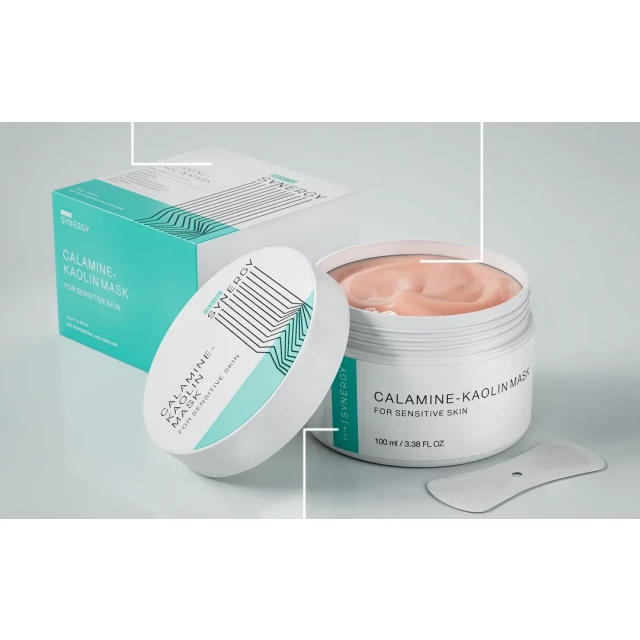 SYNERGY
SYNERGY
CALAMINE-
KAOLIN MASK
FOR SENSITIVE SKIN
SYNERGY
CALAMINE-
KAOLIN
MASK
FOR SENSITIVE SKIN
SYNERGY
CALAMINE-KAOLIN MASK
FOR SENSITIVE SKIN
100 ml / 3.38 FL OZ